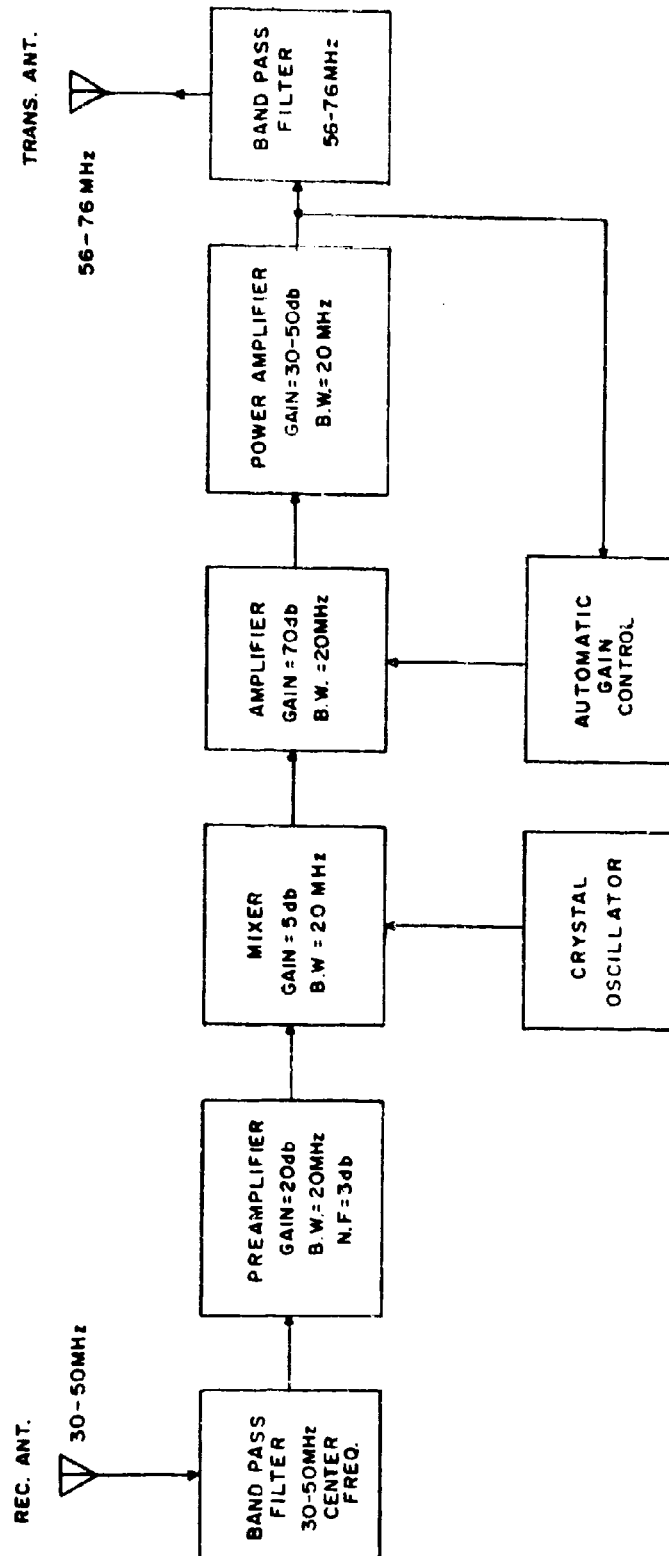 REC. ANT.
30-50MHz
BAND PASS
FILTER
30-50MHz
CENTER
FREQ.
PREAMPLIFIER
GAIN=20db
B.W.=20MHz
N.F=3db
MIXER
GAIN=5db
B.W=20 MHz
CRYSTAL
OSCILLATOR
AMPLIFIER
GAIN=70db
B.W.=20MHz
AUTOMATIC
GAIN
CONTROL
POWER AMPLIFIER
GAIN=30-50db
B.W.=20 MHz
TRANS. ANT.
56-76 MHz
BAND PASS
FILTER
56-76MHz